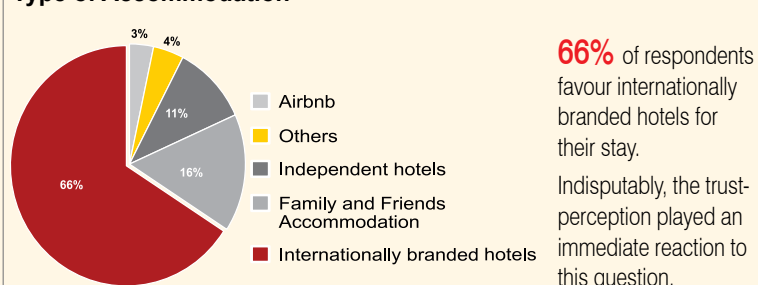 3%
4%
11%
16%
66%
Airbnb
Others
Independent hotels
Family and Friends
Accommodation
Internationally branded hotels
66% of respondents
favour internationally
branded hotels for
their stay.
Indisputably, the trust-
perception played an
immediate reaction to
this question.